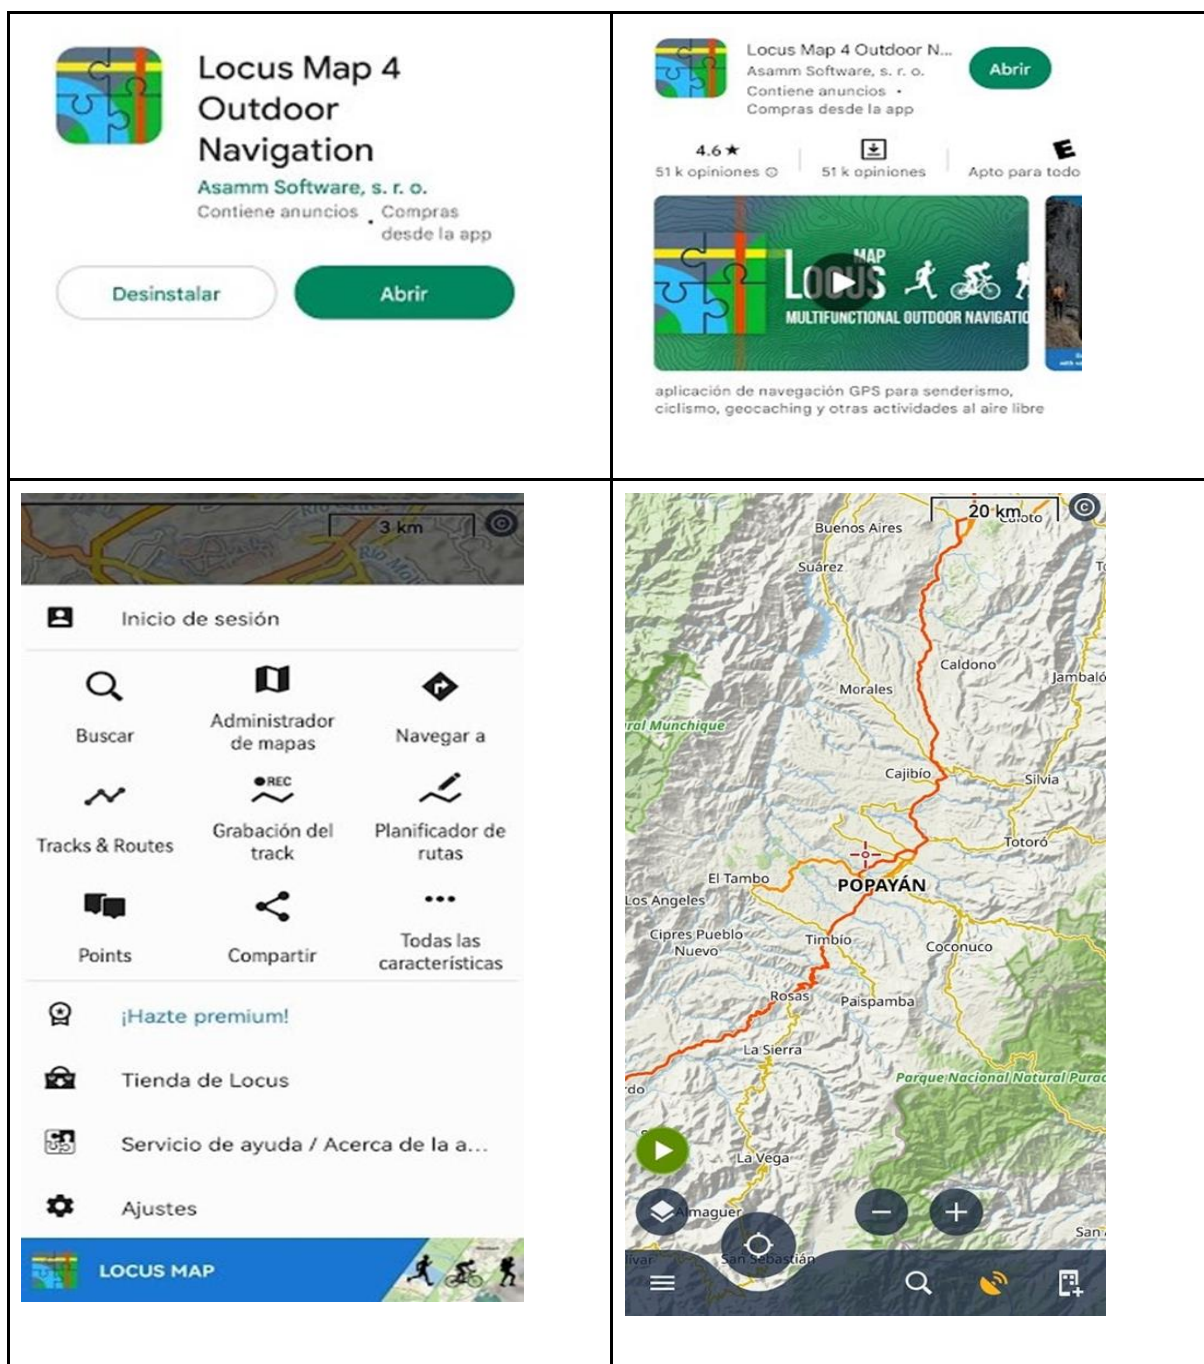 Locus Map 4
Outdoor
Navigation
Asamm Software, s. r. o.
Contiene anuncios · Compras
desde la app
Desinstalar
Abrir
Locus Map 4 Outdoor N...
Asamm Software, s. r. o.
Abrir
Contiene anuncios ·
Compras desde la app
4.6★
51 k opiniones
51 k opiniones
E
Apto para todo
MAP
LOCUS
MULTIFUNCTIONAL OUTDOOR NAVIGATIO
aplicación de navegación GPS para senderismo,
ciclismo, geocaching y otras actividades al aire libre
3 km
©
Inicio de sesión
Buscar
Administrador
de mapas
Navegar a
REC
Tracks & Routes
Grabación del
track
Planificador de
rutas
Points
Compartir
Todas las
características
¡Hazte premium!
Tienda de Locus
Servicio de ayuda / Acerca de la a...
Ajustes
LOCUS MAP
20 km
©
Buenos Aires
Caloto
Suárez
Caldono
Jambaló
Morales
ral Munchique
Cajibío
Silvia
Totoró
El Tambo
POPAYÁN
Los Angeles
Cipres Pueblo
Nuevo
Timbío
Coconuco
Rosas
Paispamba
La Sierra
Parque Nacional Natural Purac
rdo
La Vega
Almaguer
San
San Sebastián
livar